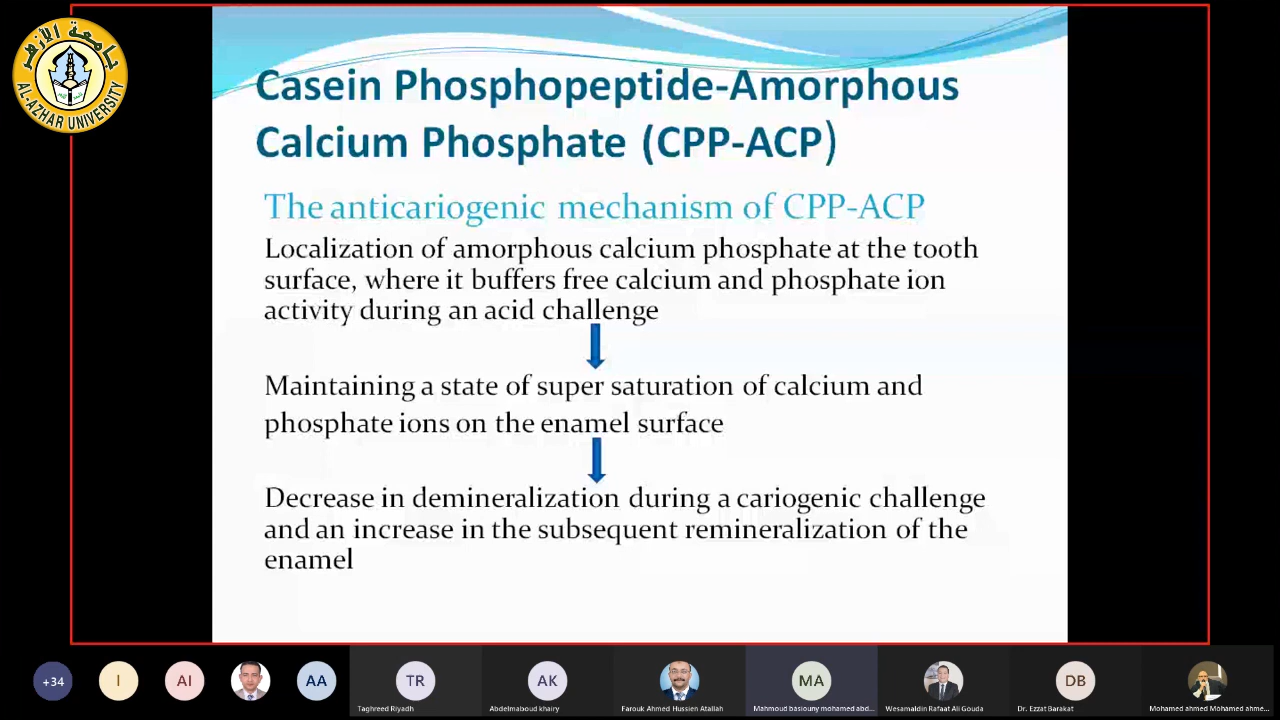 جامعة الأزهر
AL-AZHAR UNIVERSITY
Casein Phosphopeptide-Amorphous
Calcium Phosphate (CPP-ACP)
The anticariogenic mechanism of CPP-ACP
Localization of amorphous calcium phosphate at the tooth
surface, where it buffers free calcium and phosphate ion
activity during an acid challenge
Maintaining a state of super saturation of calcium and
phosphate ions on the enamel surface
Decrease in demineralization during a cariogenic challenge
and an increase in the subsequent remineralization of the
enamel
+34
I
AI
AA
TR
AK
MA
DB
Taghreed Riyadh
Abdelmaboud khairy
Farouk Ahmed Hussien Atallah
Mahmoud basiouny mohamed abd...
Wesamaldin Rafaat Ali Gouda
Dr. Ezzat Barakat
Mohamed ahmed Mohamed ahme...